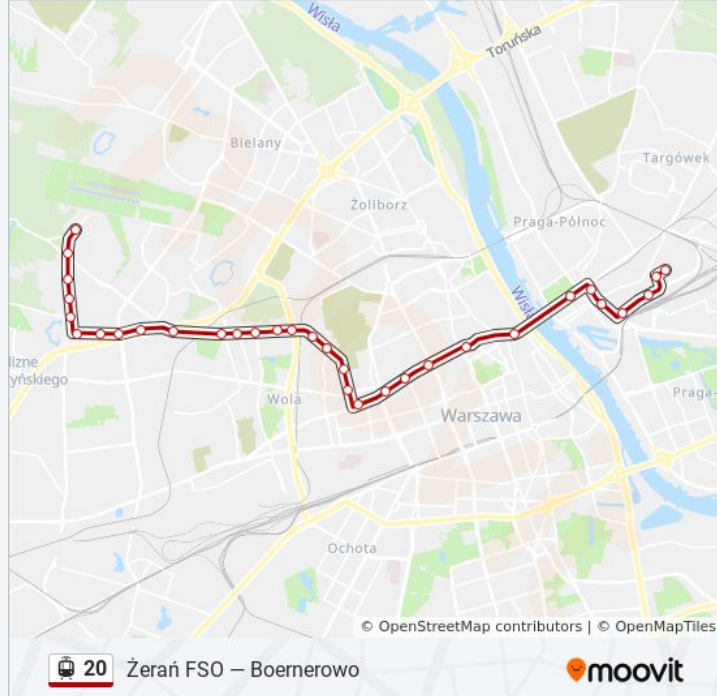 Wisła
Toruńska
Bielany
Targówek
Żoliborz
Praga-Północ
Wisła
lizne
zyńskiego
Wola
Praga-
Warszawa
Ochota
© OpenStreetMap contributors | © OpenMapTiles
20 Żerań FSO — Boernerowo
moovit